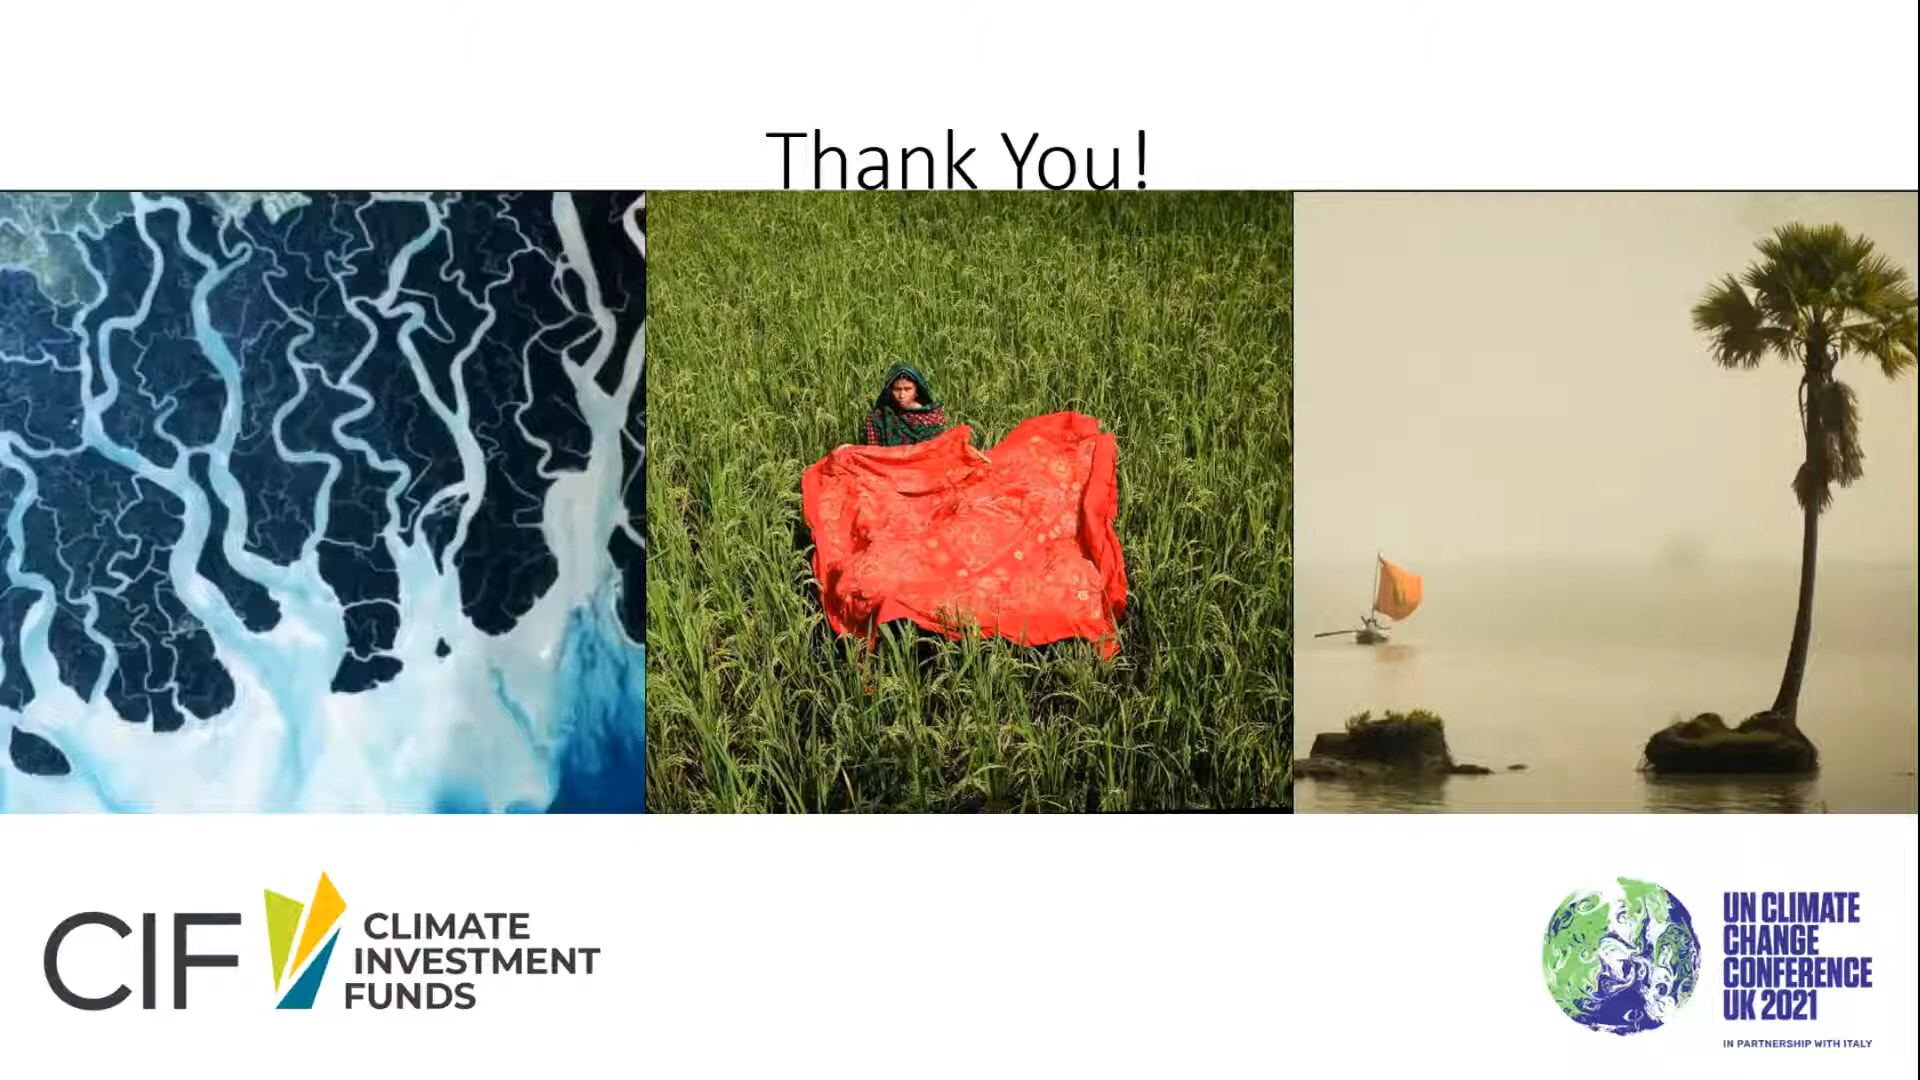 Thank You!
CIF
CLIMATE
INVESTMENT
FUNDS
UN CLIMATE
CHANGE
CONFERENCE
UK 2021
IN PARTNERSHIP WITH ITALY